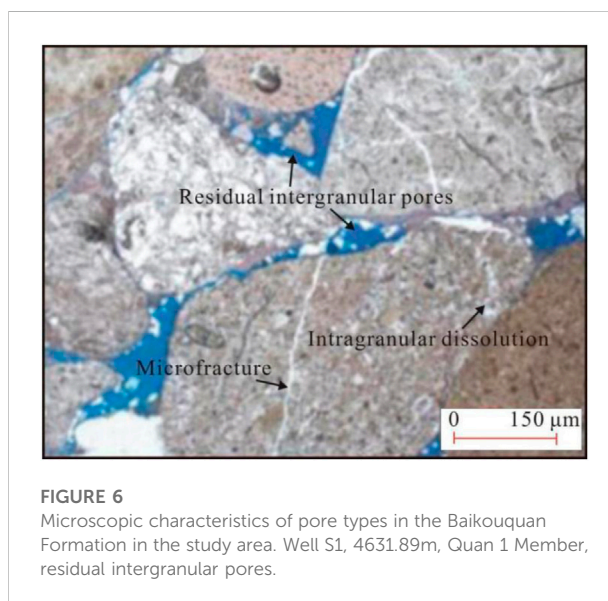 Residual intergranular pores
Intragranular dissolution
Microfracture
0 150 μm
FIGURE 6
Microscopic characteristics of pore types in the Baikouquan
Formation in the study area. Well S1, 4631.89m, Quan 1 Member,
residual intergranular pores.